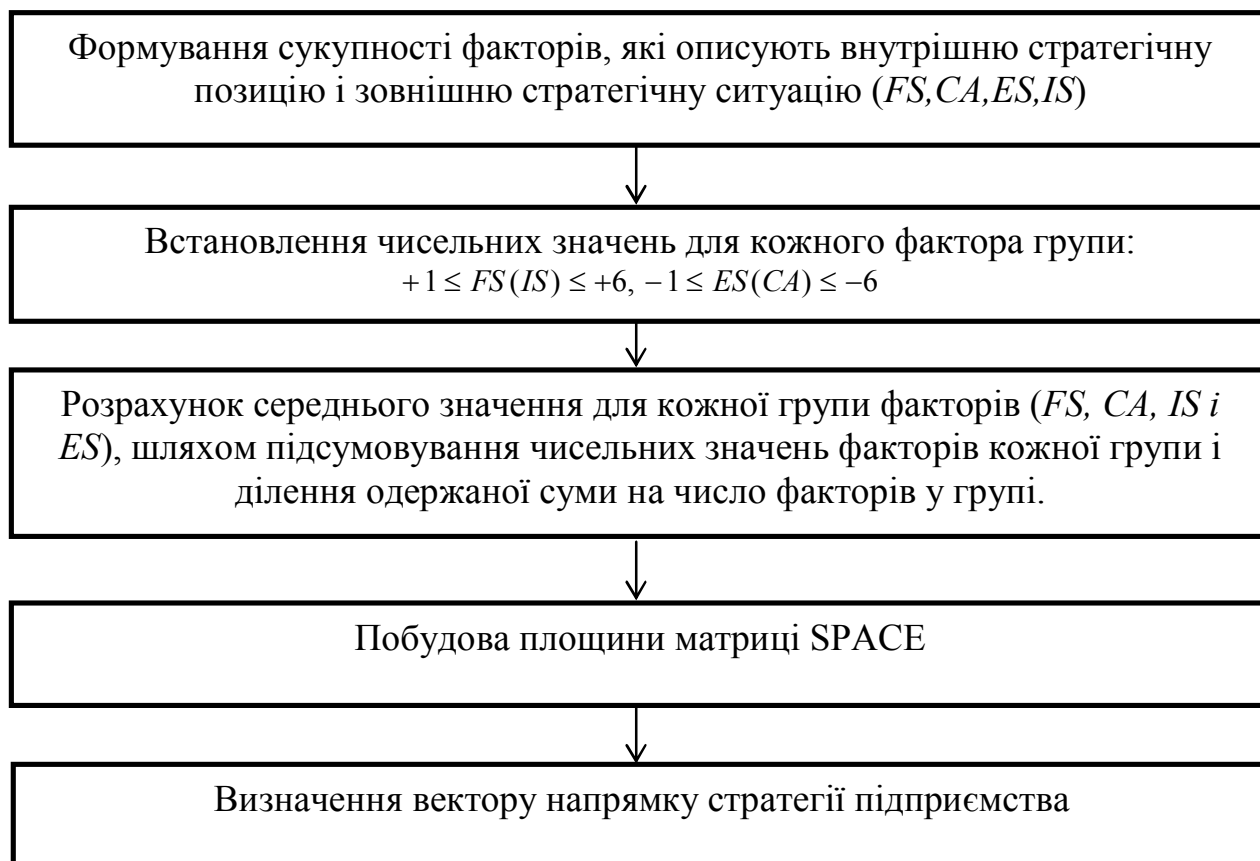 Формування сукупності факторів, які описують внутрішню стратегічну
позицію і зовнішню стратегічну ситуацію (FS,CA,ES,IS)
Встановлення чисельних значень для кожного фактора групи:
+1 ≤ FS(IS) ≤ +6, −1 ≤ ES(CA) ≤ −6
Розрахунок середнього значення для кожної групи факторів (FS, CA, IS і
ES), шляхом підсумовування чисельних значень факторів кожної групи і
ділення одержаної суми на число факторів у групі.
Побудова площини матриці SPACE
Визначення вектору напрямку стратегії підприємства